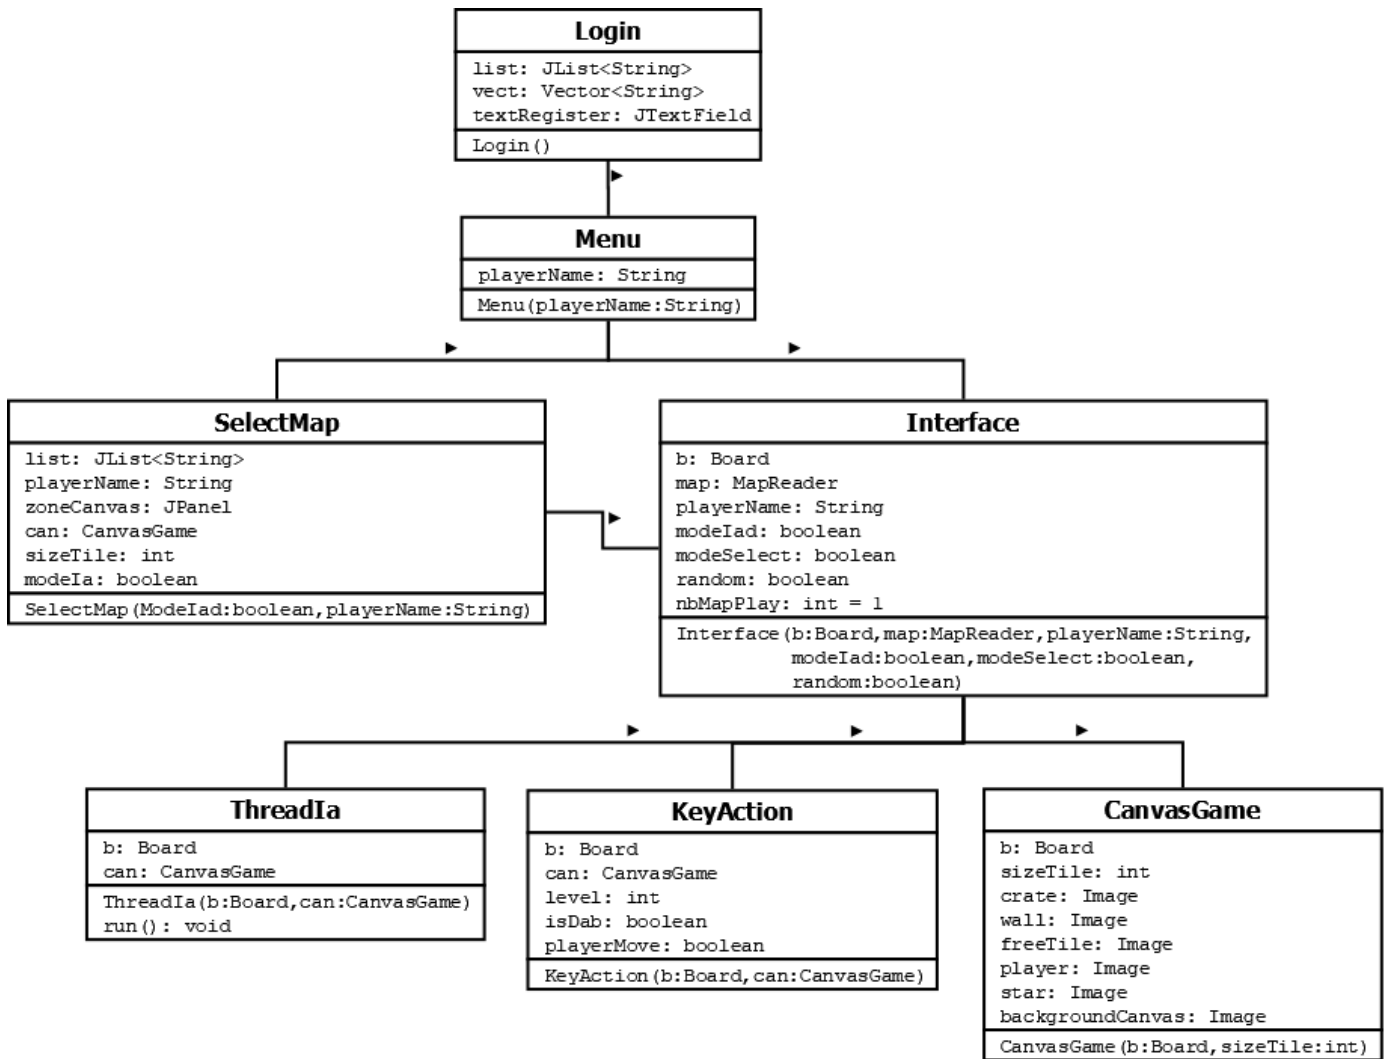 Login
list: JList<String>
vect: Vector<String>
textRegister: JTextField
Login()
Menu
playerName: String
Menu(playerName:String)
SelectMap
list: JList<String>
playerName: String
zoneCanvas: JPanel
can: CanvasGame
sizeTile: int
modeIa: boolean
SelectMap(ModeIad:boolean,playerName:String)
Interface
b: Board
map: MapReader
playerName: String
modeIad: boolean
modeSelect: boolean
random: boolean
nbMapPlay: int = 1
Interface(b:Board,map:MapReader,playerName:String,
modeIad:boolean,modeSelect:boolean,
random:boolean)
ThreadIa
b: Board
can: CanvasGame
ThreadIa(b:Board,can:CanvasGame)
run(): void
KeyAction
b: Board
can: CanvasGame
level: int
isDab: boolean
playerMove: boolean
KeyAction(b:Board,can:CanvasGame)
CanvasGame
b: Board
sizeTile: int
crate: Image
wall: Image
freeTile: Image
player: Image
star: Image
backgroundCanvas: Image
CanvasGame(b:Board,sizeTile:int)